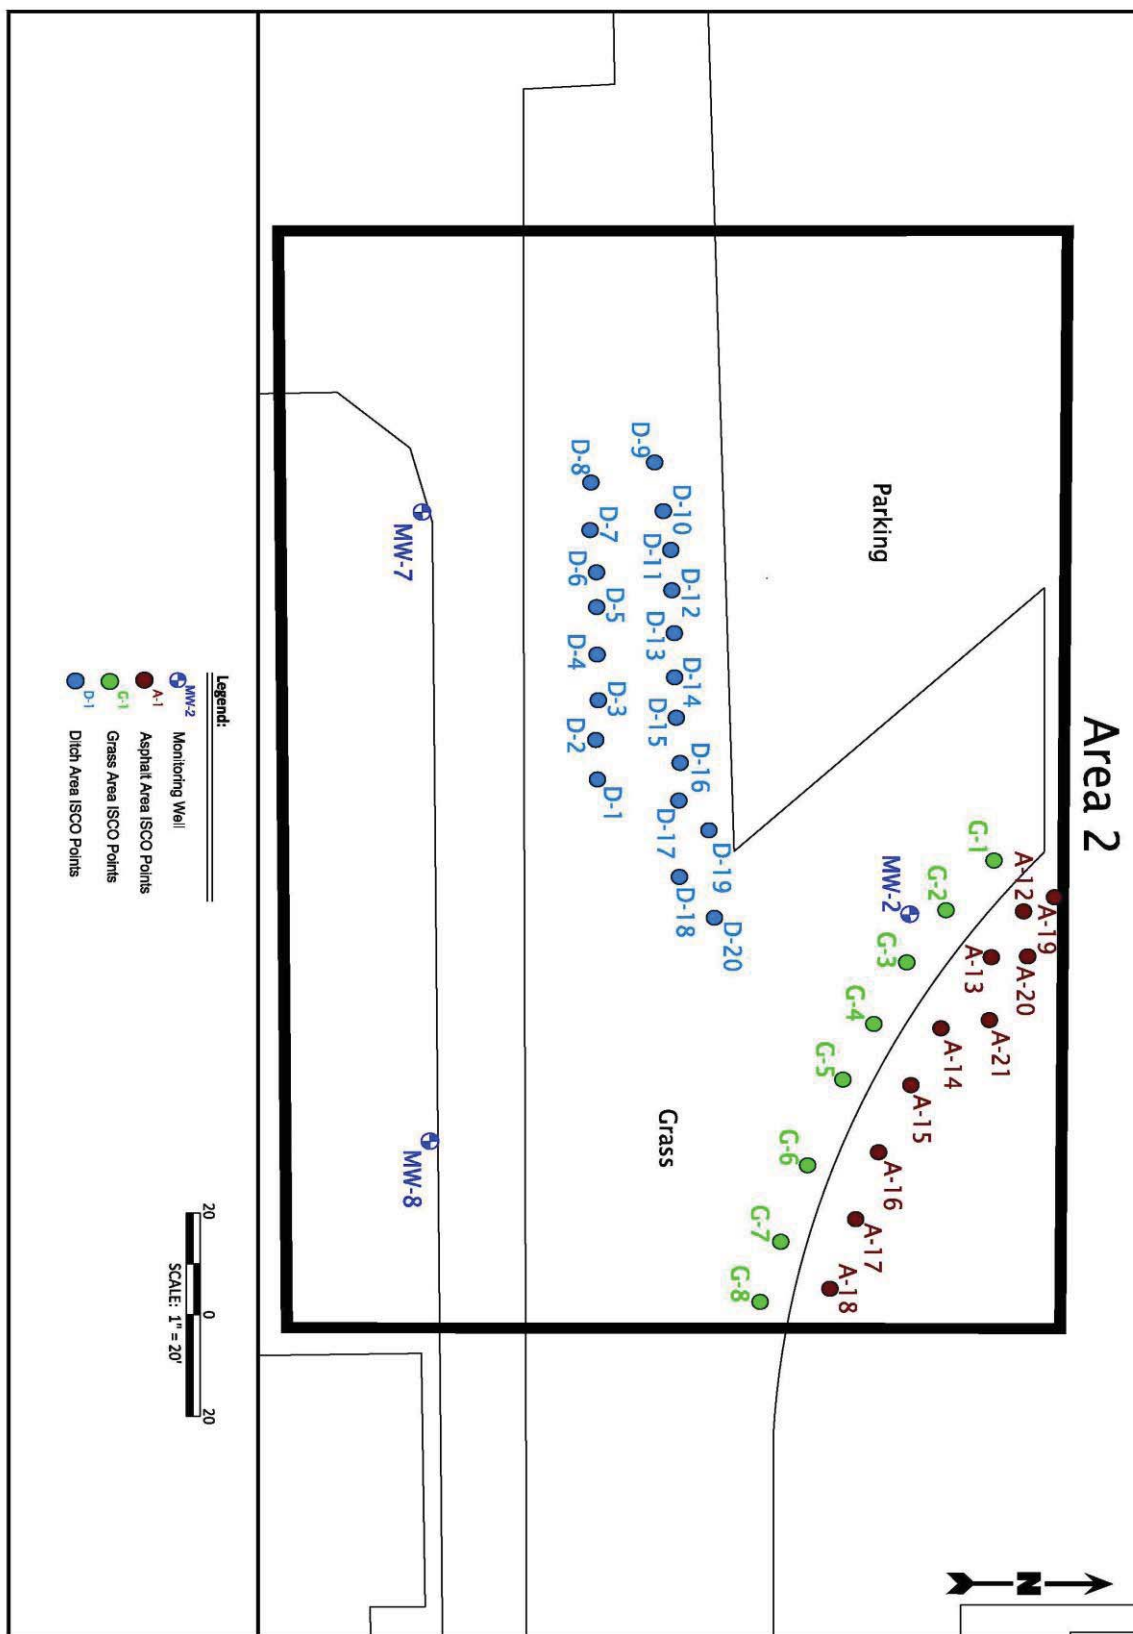 Area 2
N
Parking
Grass
A-19
A-12
A-20
A-13
A-21
A-14
A-15
A-16
A-17
A-18
G-1
G-2
MW-2
G-3
G-4
G-5
G-6
G-7
G-8
D-9
D-10
D-11
D-12
D-13
D-14
D-15
D-16
D-17
D-19
D-18
D-20
D-8
D-7
D-6
D-5
D-4
D-3
D-2
D-1
MW-7
MW-8
Legend:
MW-2 Monitoring Well
A-1 Asphalt Area ISCO Points
G-1 Grass Area ISCO Points
D-1 Ditch Area ISCO Points
20 0 20
SCALE: 1" = 20'